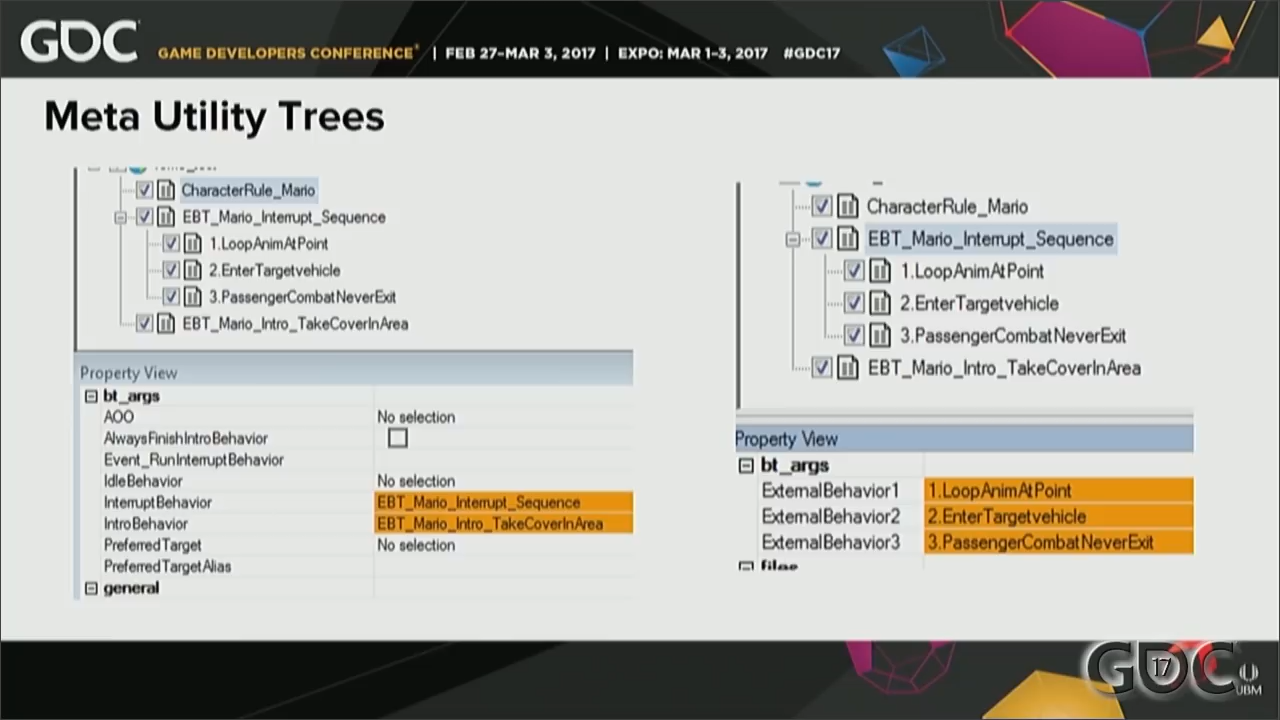 GDC GAME DEVELOPERS CONFERENCE® | FEB 27-MAR 3, 2017 | EXPO: MAR 1-3, 2017 #GDC17
Meta Utility Trees
CharacterRule_Mario
EBT_Mario_Interrupt_Sequence
1.LoopAnimAtPoint
2.EnterTargetvehicle
3.PassengerCombatNeverExit
EBT_Mario_Intro_TakeCoverInArea
Property View
bt_args
AOO No selection
AlwaysFinishIntroBehavior
Event_RunInterruptBehavior
IdleBehavior No selection
InterruptBehavior EBT_Mario_Interrupt_Sequence
IntroBehavior EBT_Mario_Intro_TakeCoverInArea
PreferredTarget No selection
PreferredTargetAlias
general
CharacterRule_Mario
EBT_Mario_Interrupt_Sequence
1.LoopAnimAtPoint
2.EnterTargetvehicle
3.PassengerCombatNeverExit
EBT_Mario_Intro_TakeCoverInArea
Property View
bt_args
ExternalBehavior1 1.LoopAnimAtPoint
ExternalBehavior2 2.EnterTargetvehicle
ExternalBehavior3 3.PassengerCombatNeverExit
files
GDC 17
UBM